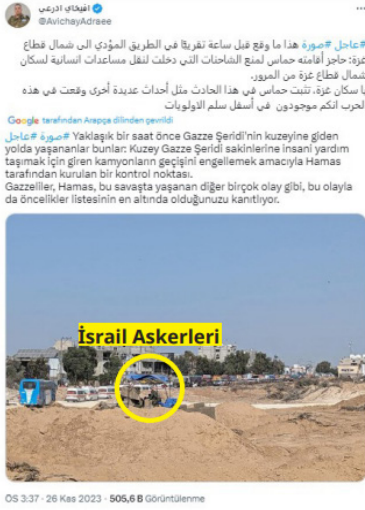 افيخاي ادرعي
@AvichayAdraee
#عاجل #صورة هذا ما وقع قبل ساعة تقريبًا في الطريق المؤدي الى شمال قطاع
غزة: حاجز أقامته حماس لمنع الشاحنات التي دخلت لنقل مساعدات انسانية لسكان
شمال قطاع غزة من المرور.
يا سكان غزة، تثبت حماس في هذا الحادث مثل أحداث عديدة أخرى وقعت في هذه
الحرب انكم موجودون في أسفل سلم الاولويات
Google tarafından Arapça dilinden çevrildi
#صورة #عاجل Yaklaşık bir saat önce Gazze Şeridi'nin kuzeyine giden
yolda yaşananlar bunlar: Kuzey Gazze Şeridi sakinlerine insani yardım
taşımak için giren kamyonların geçişini engellemek amacıyla Hamas
tarafından kurulan bir kontrol noktası.
Gazzeliler, Hamas, bu savaşta yaşanan diğer birçok olay gibi, bu olayla
da öncelikler listesinin en altında olduğunuzu kanıtlıyor.
İsrail Askerleri
ÖS 3:37 · 26 Kas 2023 · 505,6 B Görüntülenme